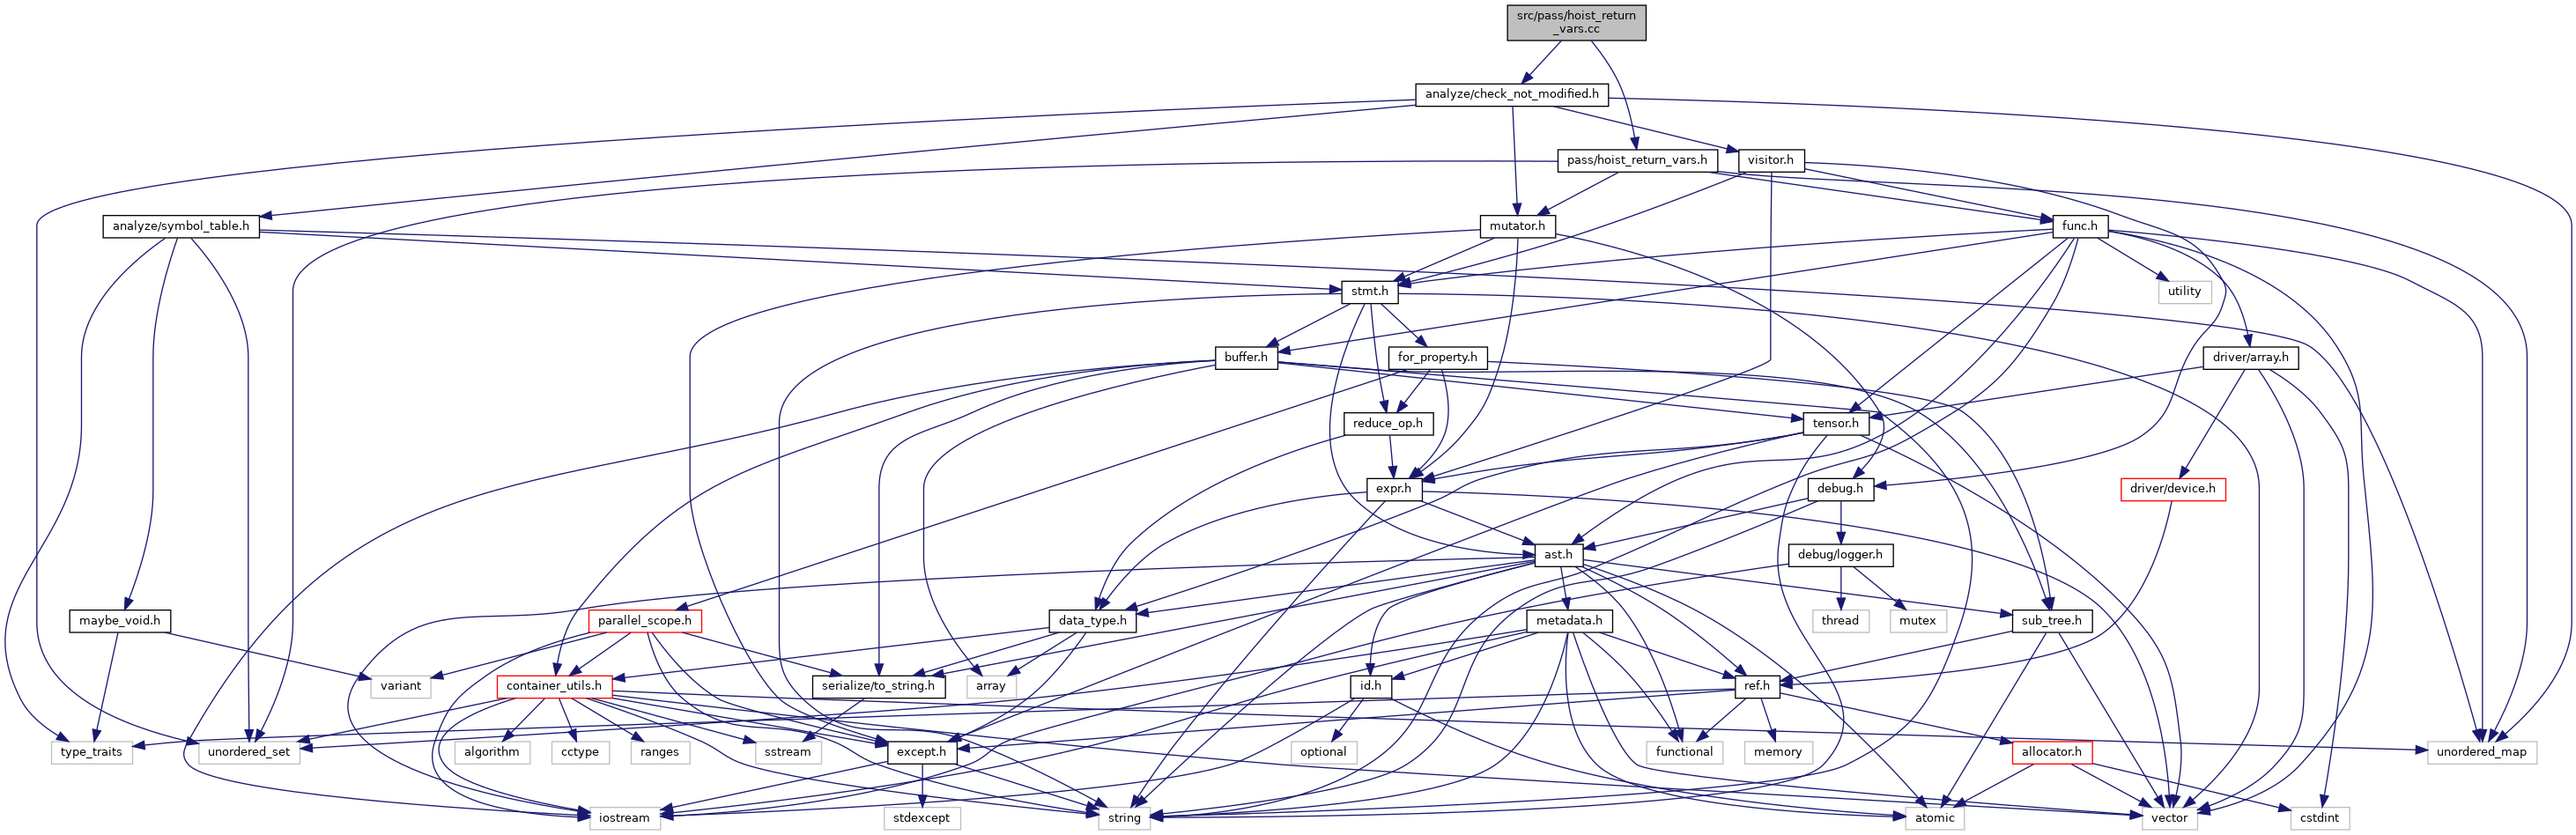 src/pass/hoist_return
_vars.cc
analyze/check_not_modified.h
pass/hoist_return_vars.h
visitor.h
analyze/symbol_table.h
mutator.h
func.h
stmt.h
utility
buffer.h
for_property.h
driver/array.h
reduce_op.h
tensor.h
expr.h
debug.h
driver/device.h
ast.h
debug/logger.h
maybe_void.h
parallel_scope.h
data_type.h
metadata.h
thread
mutex
sub_tree.h
variant
container_utils.h
serialize/to_string.h
array
id.h
ref.h
type_traits
unordered_set
algorithm
cctype
ranges
sstream
except.h
optional
functional
memory
allocator.h
unordered_map
iostream
stdexcept
string
atomic
vector
cstdint